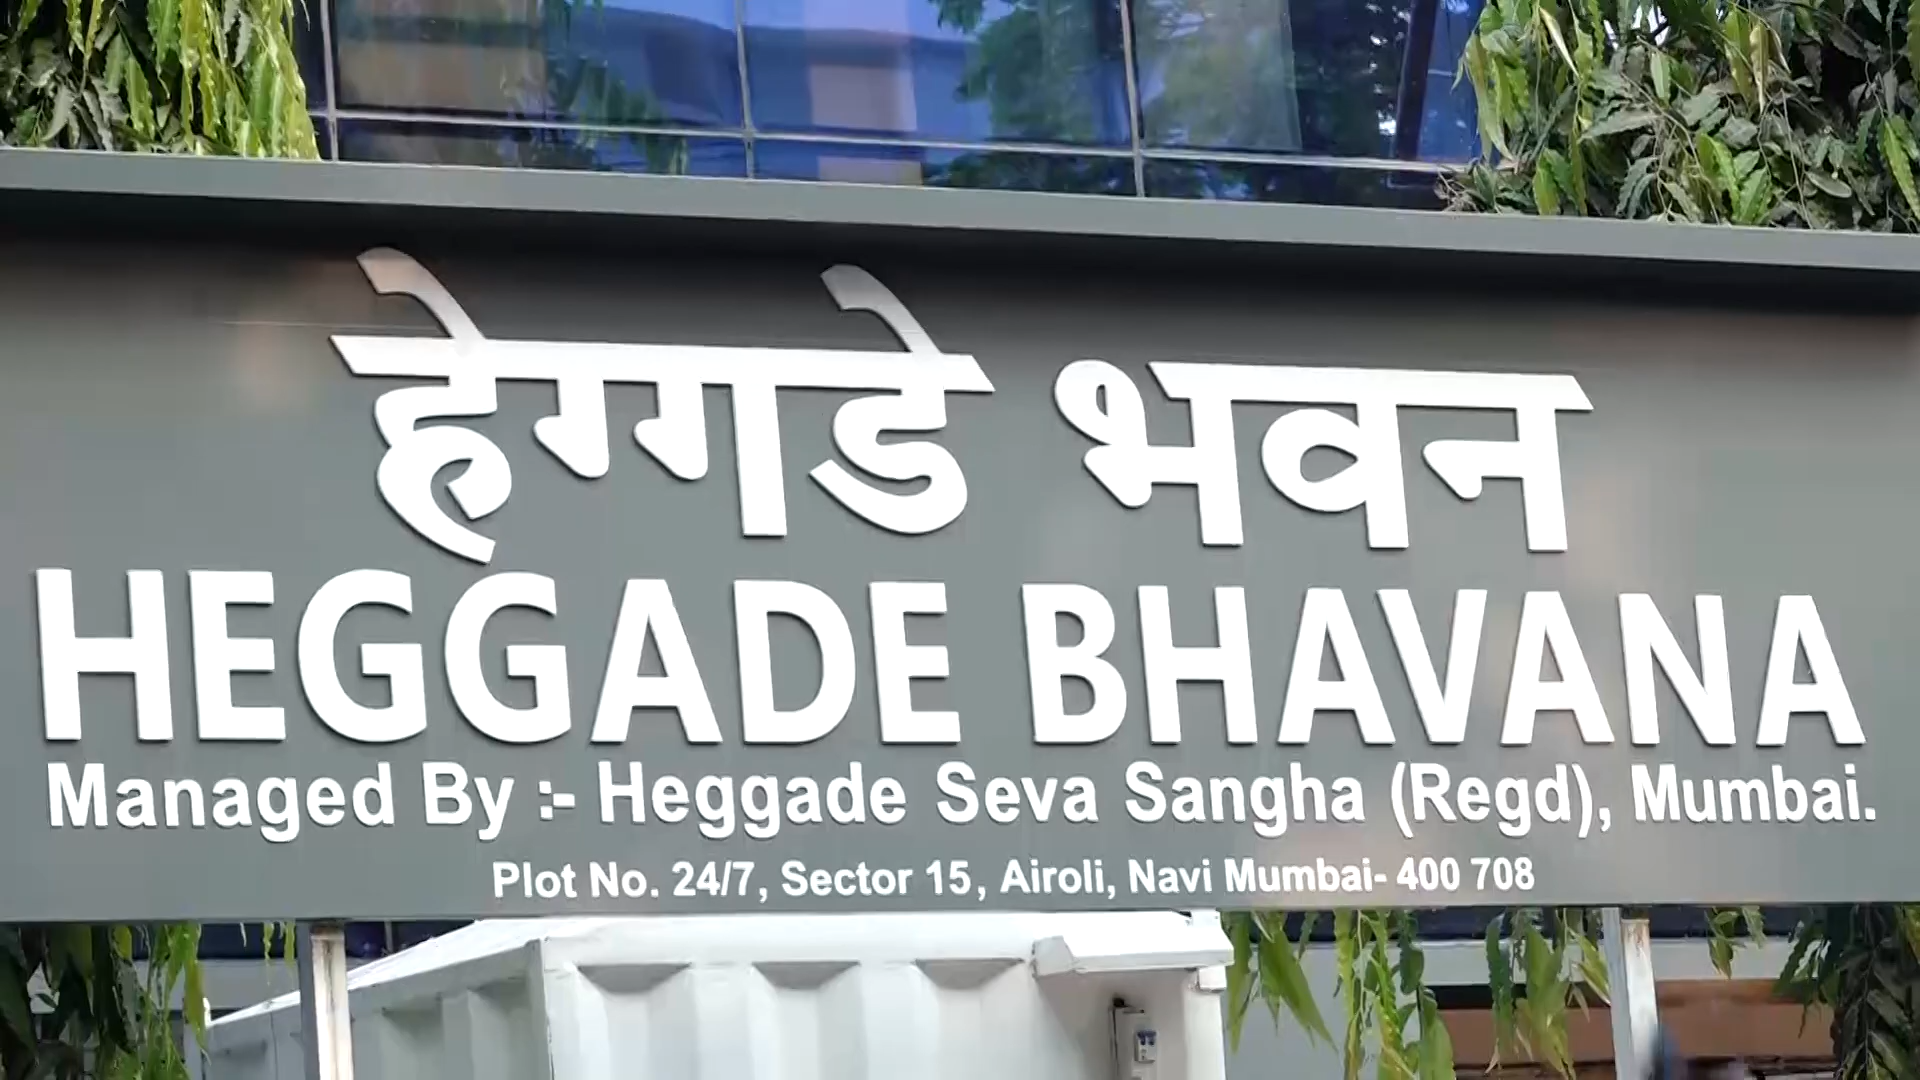 हेग्गडे भवन
HEGGADE BHAVANA
Managed By :- Heggade Seva Sangha (Regd), Mumbai.
Plot No. 24/7, Sector 15, Airoli, Navi Mumbai- 400 708